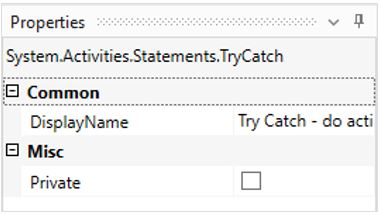 Properties
System.Activities.Statements.TryCatch
Common
DisplayName Try Catch - do acti
Misc
Private